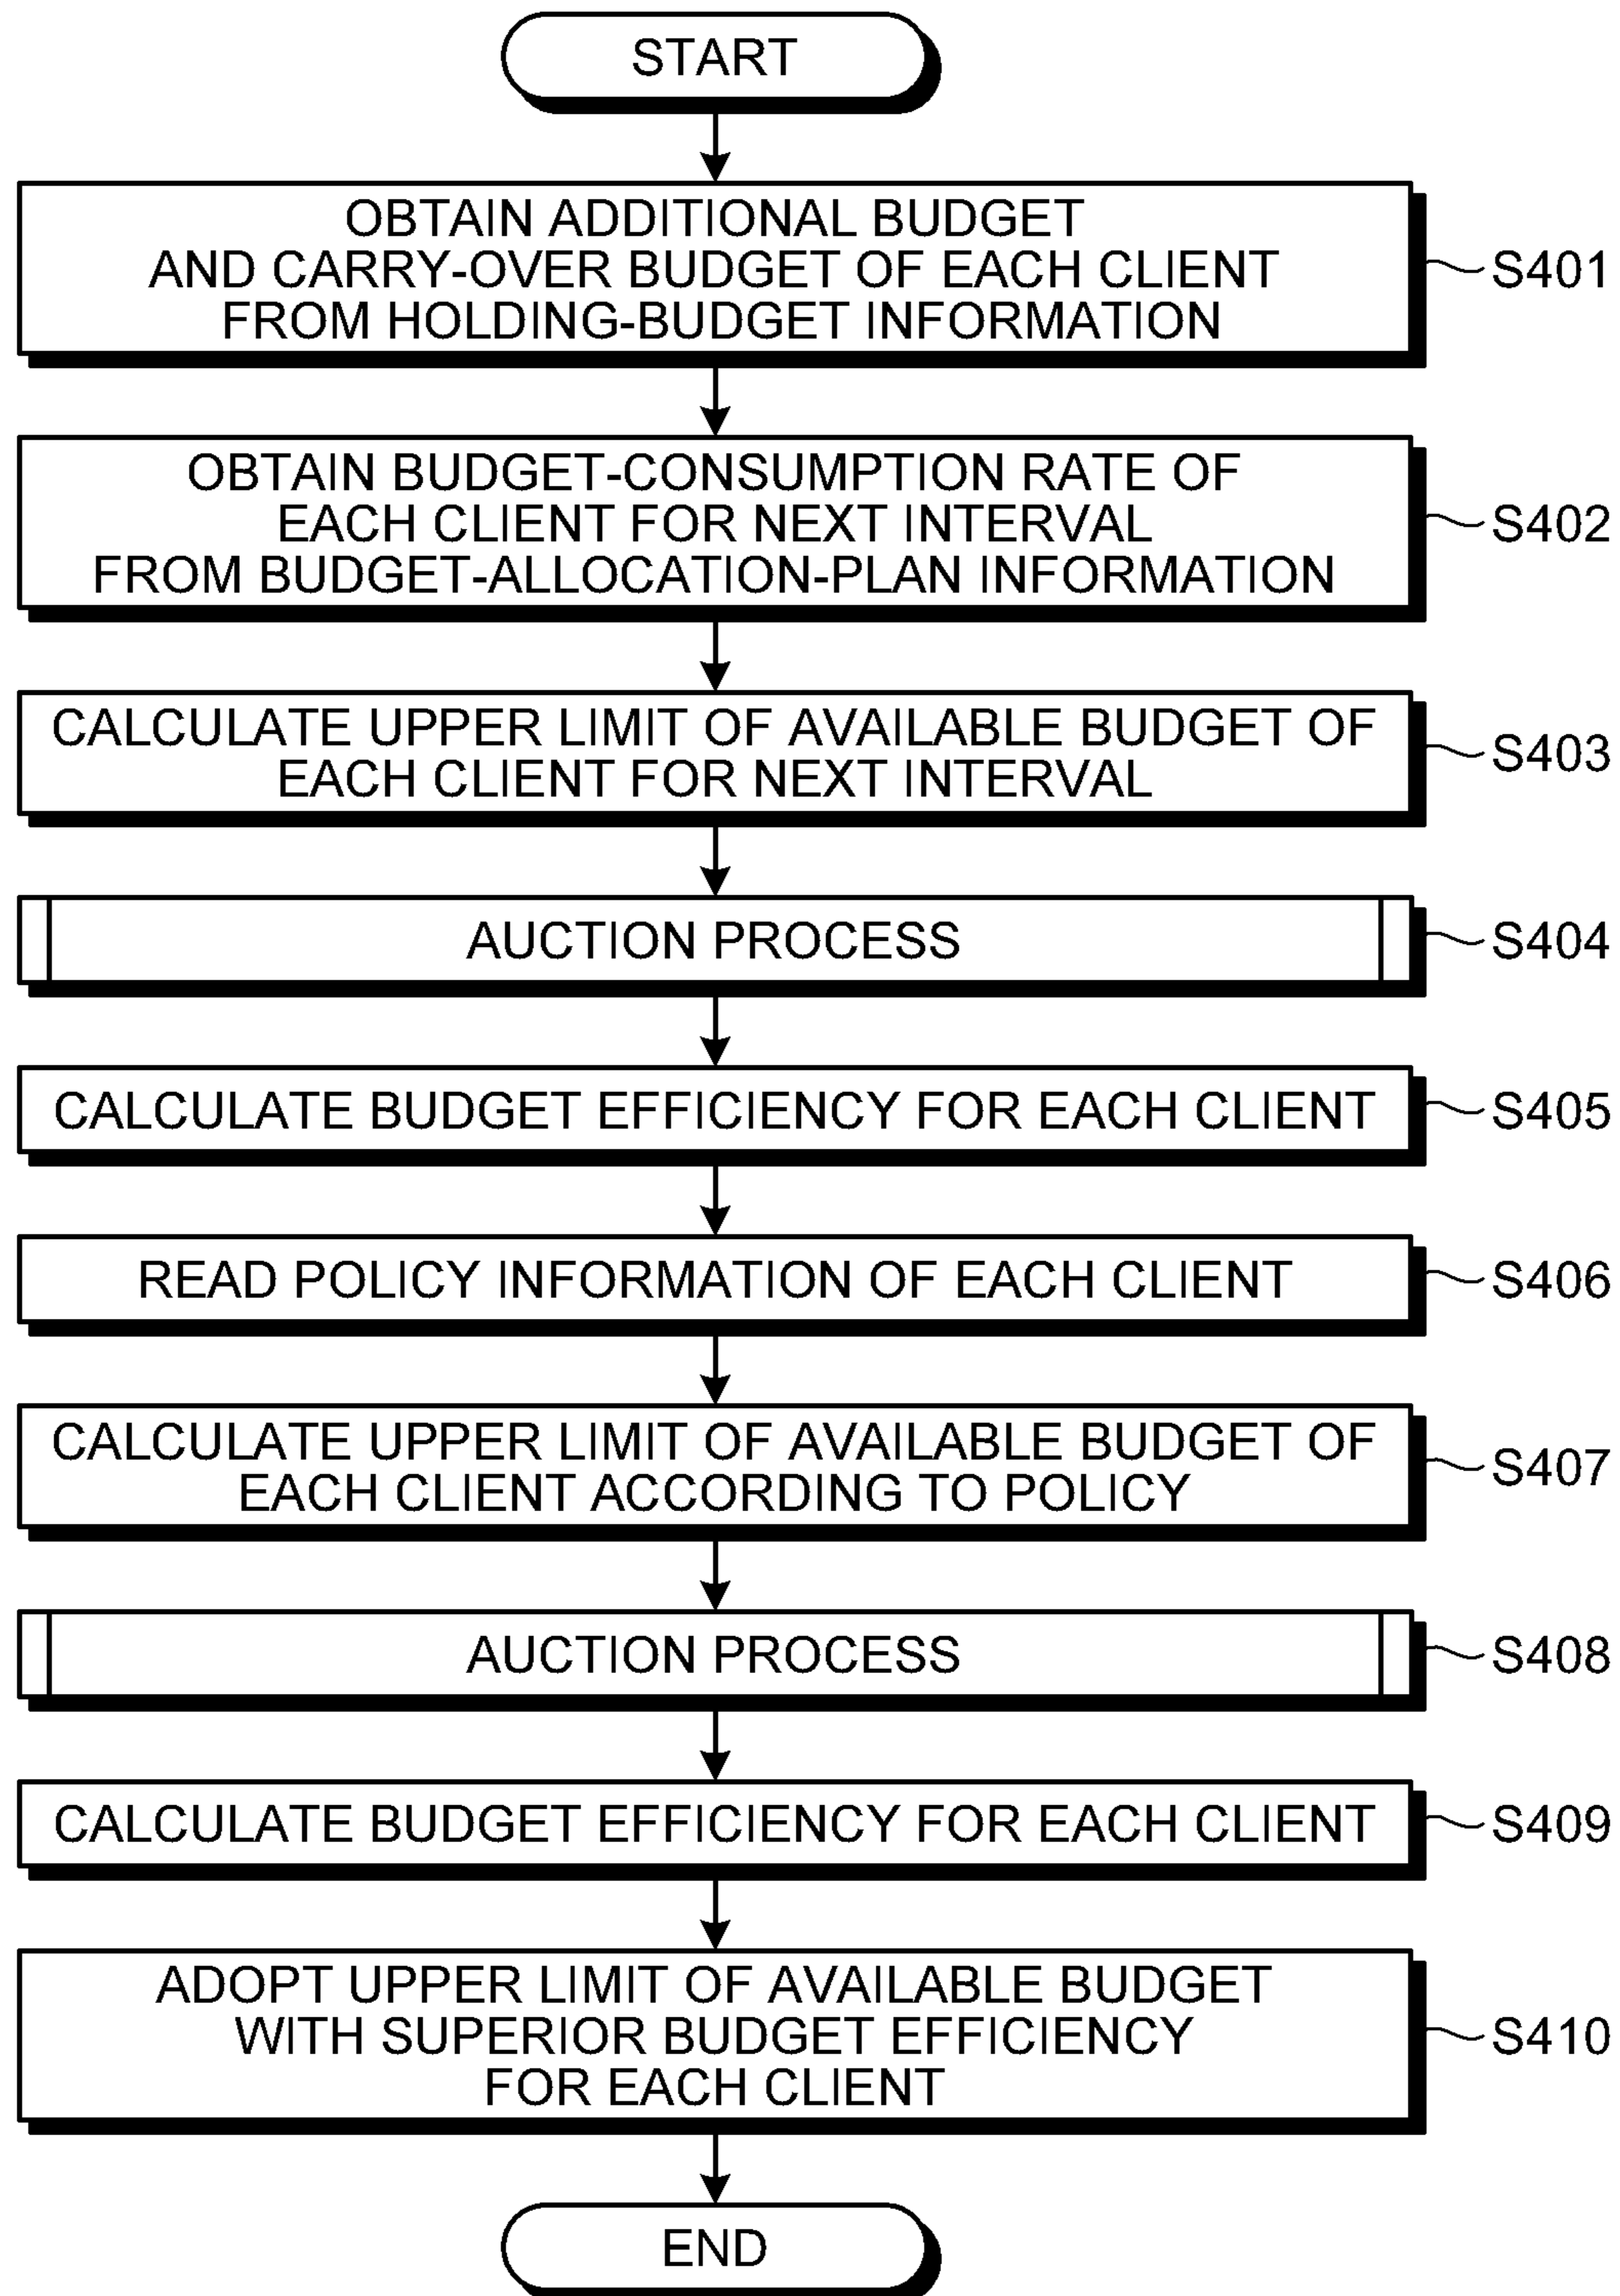 START
OBTAIN ADDITIONAL BUDGET
AND CARRY-OVER BUDGET OF EACH CLIENT
FROM HOLDING-BUDGET INFORMATION
S401
OBTAIN BUDGET-CONSUMPTION RATE OF
EACH CLIENT FOR NEXT INTERVAL
FROM BUDGET-ALLOCATION-PLAN INFORMATION
S402
CALCULATE UPPER LIMIT OF AVAILABLE BUDGET OF
EACH CLIENT FOR NEXT INTERVAL
S403
AUCTION PROCESS
S404
CALCULATE BUDGET EFFICIENCY FOR EACH CLIENT
S405
READ POLICY INFORMATION OF EACH CLIENT
S406
CALCULATE UPPER LIMIT OF AVAILABLE BUDGET OF
EACH CLIENT ACCORDING TO POLICY
S407
AUCTION PROCESS
S408
CALCULATE BUDGET EFFICIENCY FOR EACH CLIENT
S409
ADOPT UPPER LIMIT OF AVAILABLE BUDGET
WITH SUPERIOR BUDGET EFFICIENCY
FOR EACH CLIENT
S410
END